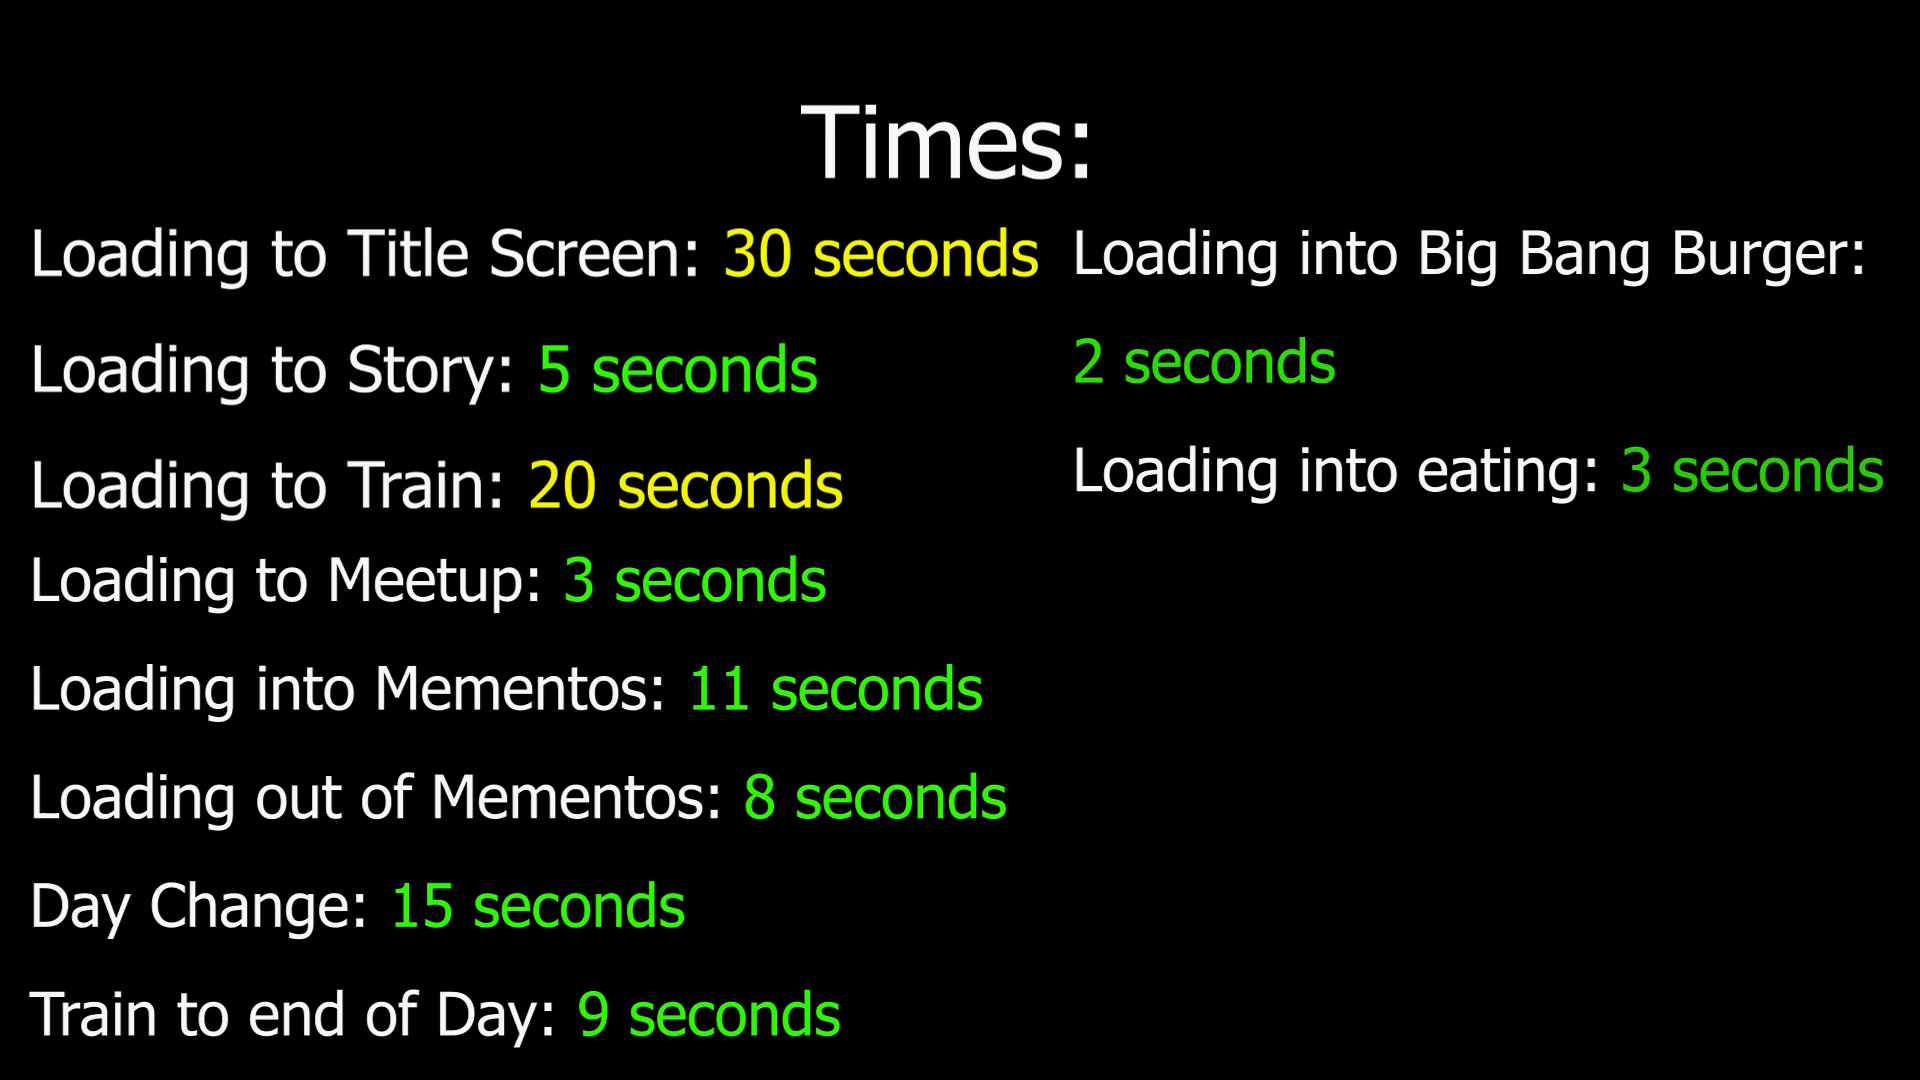 Times:
Loading to Title Screen: 30 seconds
Loading to Story: 5 seconds
Loading to Train: 20 seconds
Loading to Meetup: 3 seconds
Loading into Mementos: 11 seconds
Loading out of Mementos: 8 seconds
Day Change: 15 seconds
Train to end of Day: 9 seconds
Loading into Big Bang Burger:
2 seconds
Loading into eating: 3 seconds